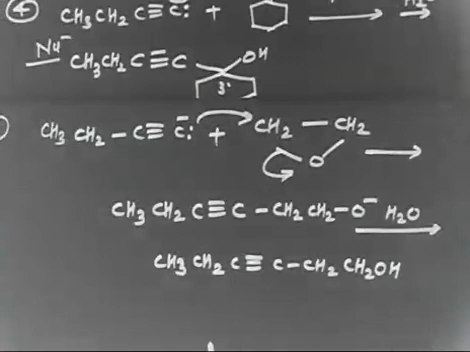 ④ CH₃CH₂C≡C̄: + ⟶ H₂O ⟶
Nu⁻ CH₃CH₂C≡C OH
3°
CH₃ CH₂ — C≡ C̄: + CH₂ — CH₂
O ⟶
CH₃ CH₂ C≡C — CH₂ CH₂ — O⁻ H₂O ⟶
CH₃ CH₂ C≡ C — CH₂ CH₂OH